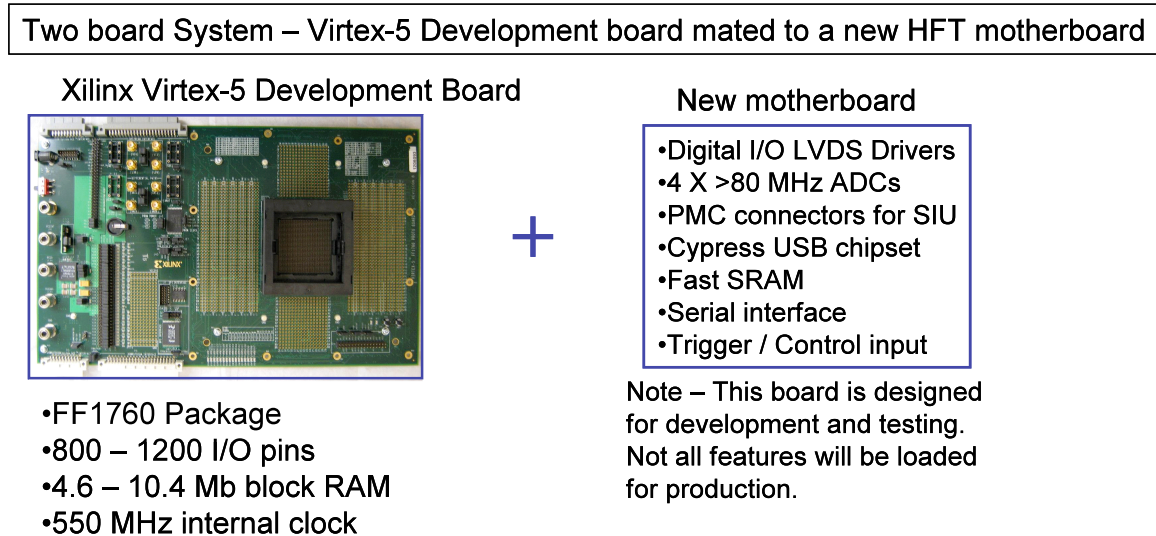 Two board System – Virtex-5 Development board mated to a new HFT motherboard
Xilinx Virtex-5 Development Board
New motherboard
XILINX
+
•Digital I/O LVDS Drivers
•4 X >80 MHz ADCs
•PMC connectors for SIU
•Cypress USB chipset
•Fast SRAM
•Serial interface
•Trigger / Control input
•FF1760 Package
•800 – 1200 I/O pins
•4.6 – 10.4 Mb block RAM
•550 MHz internal clock
Note – This board is designed
for development and testing.
Not all features will be loaded
for production.